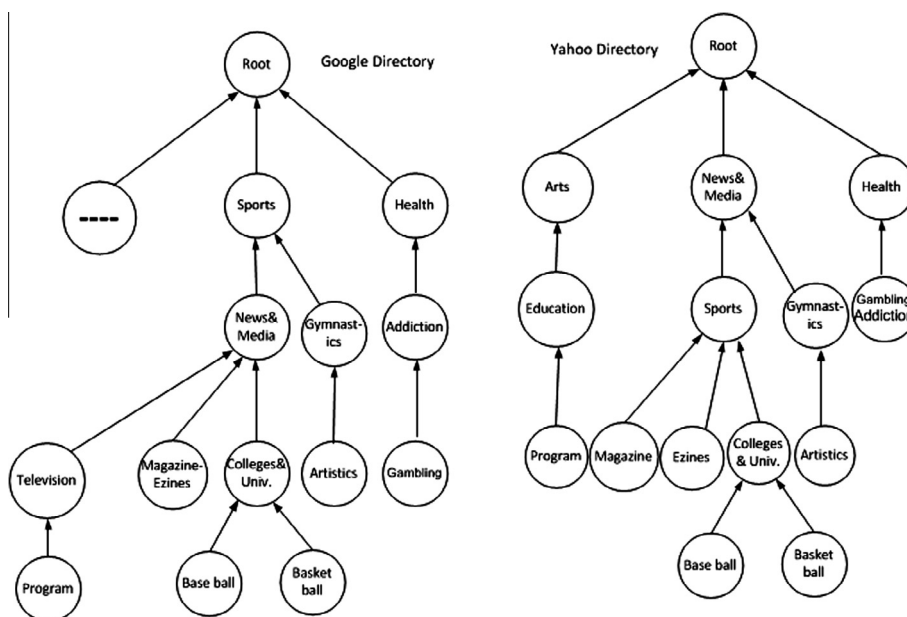 Root
Google Directory
----
Sports
Health
News&
Media
Gymnast-
ics
Addiction
Television
Magazine-
Ezines
Colleges&
Univ.
Artistics
Gambling
Program
Base ball
Basket
ball
Yahoo Directory
Root
Arts
News&
Media
Health
Education
Sports
Gymnast-
ics
Gambling
Addiction
Program
Magazine
Ezines
Colleges
& Univ.
Artistics
Base ball
Basket
ball